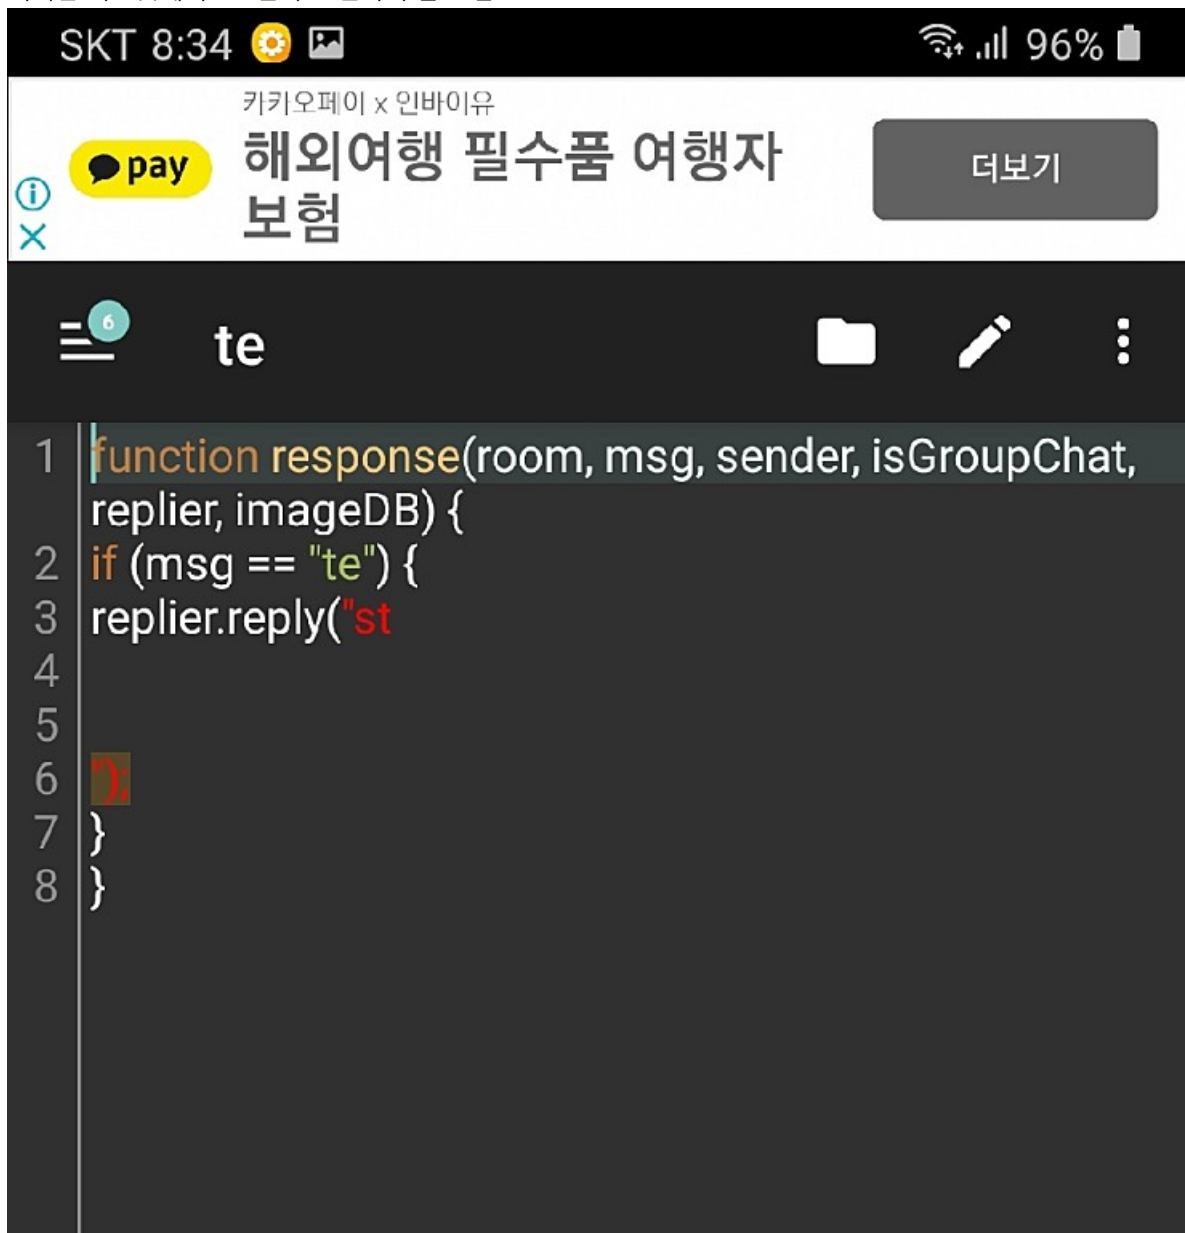 SKT 8:34
96%
카카오페이 x 인바이유
pay
해외여행 필수품 여행자
보험
더보기
6
te
1 function response(room, msg, sender, isGroupChat,
replier, imageDB) {
2 if (msg == "te") {
3 replier.reply("st
4
5
6 ");
7 }
8 }